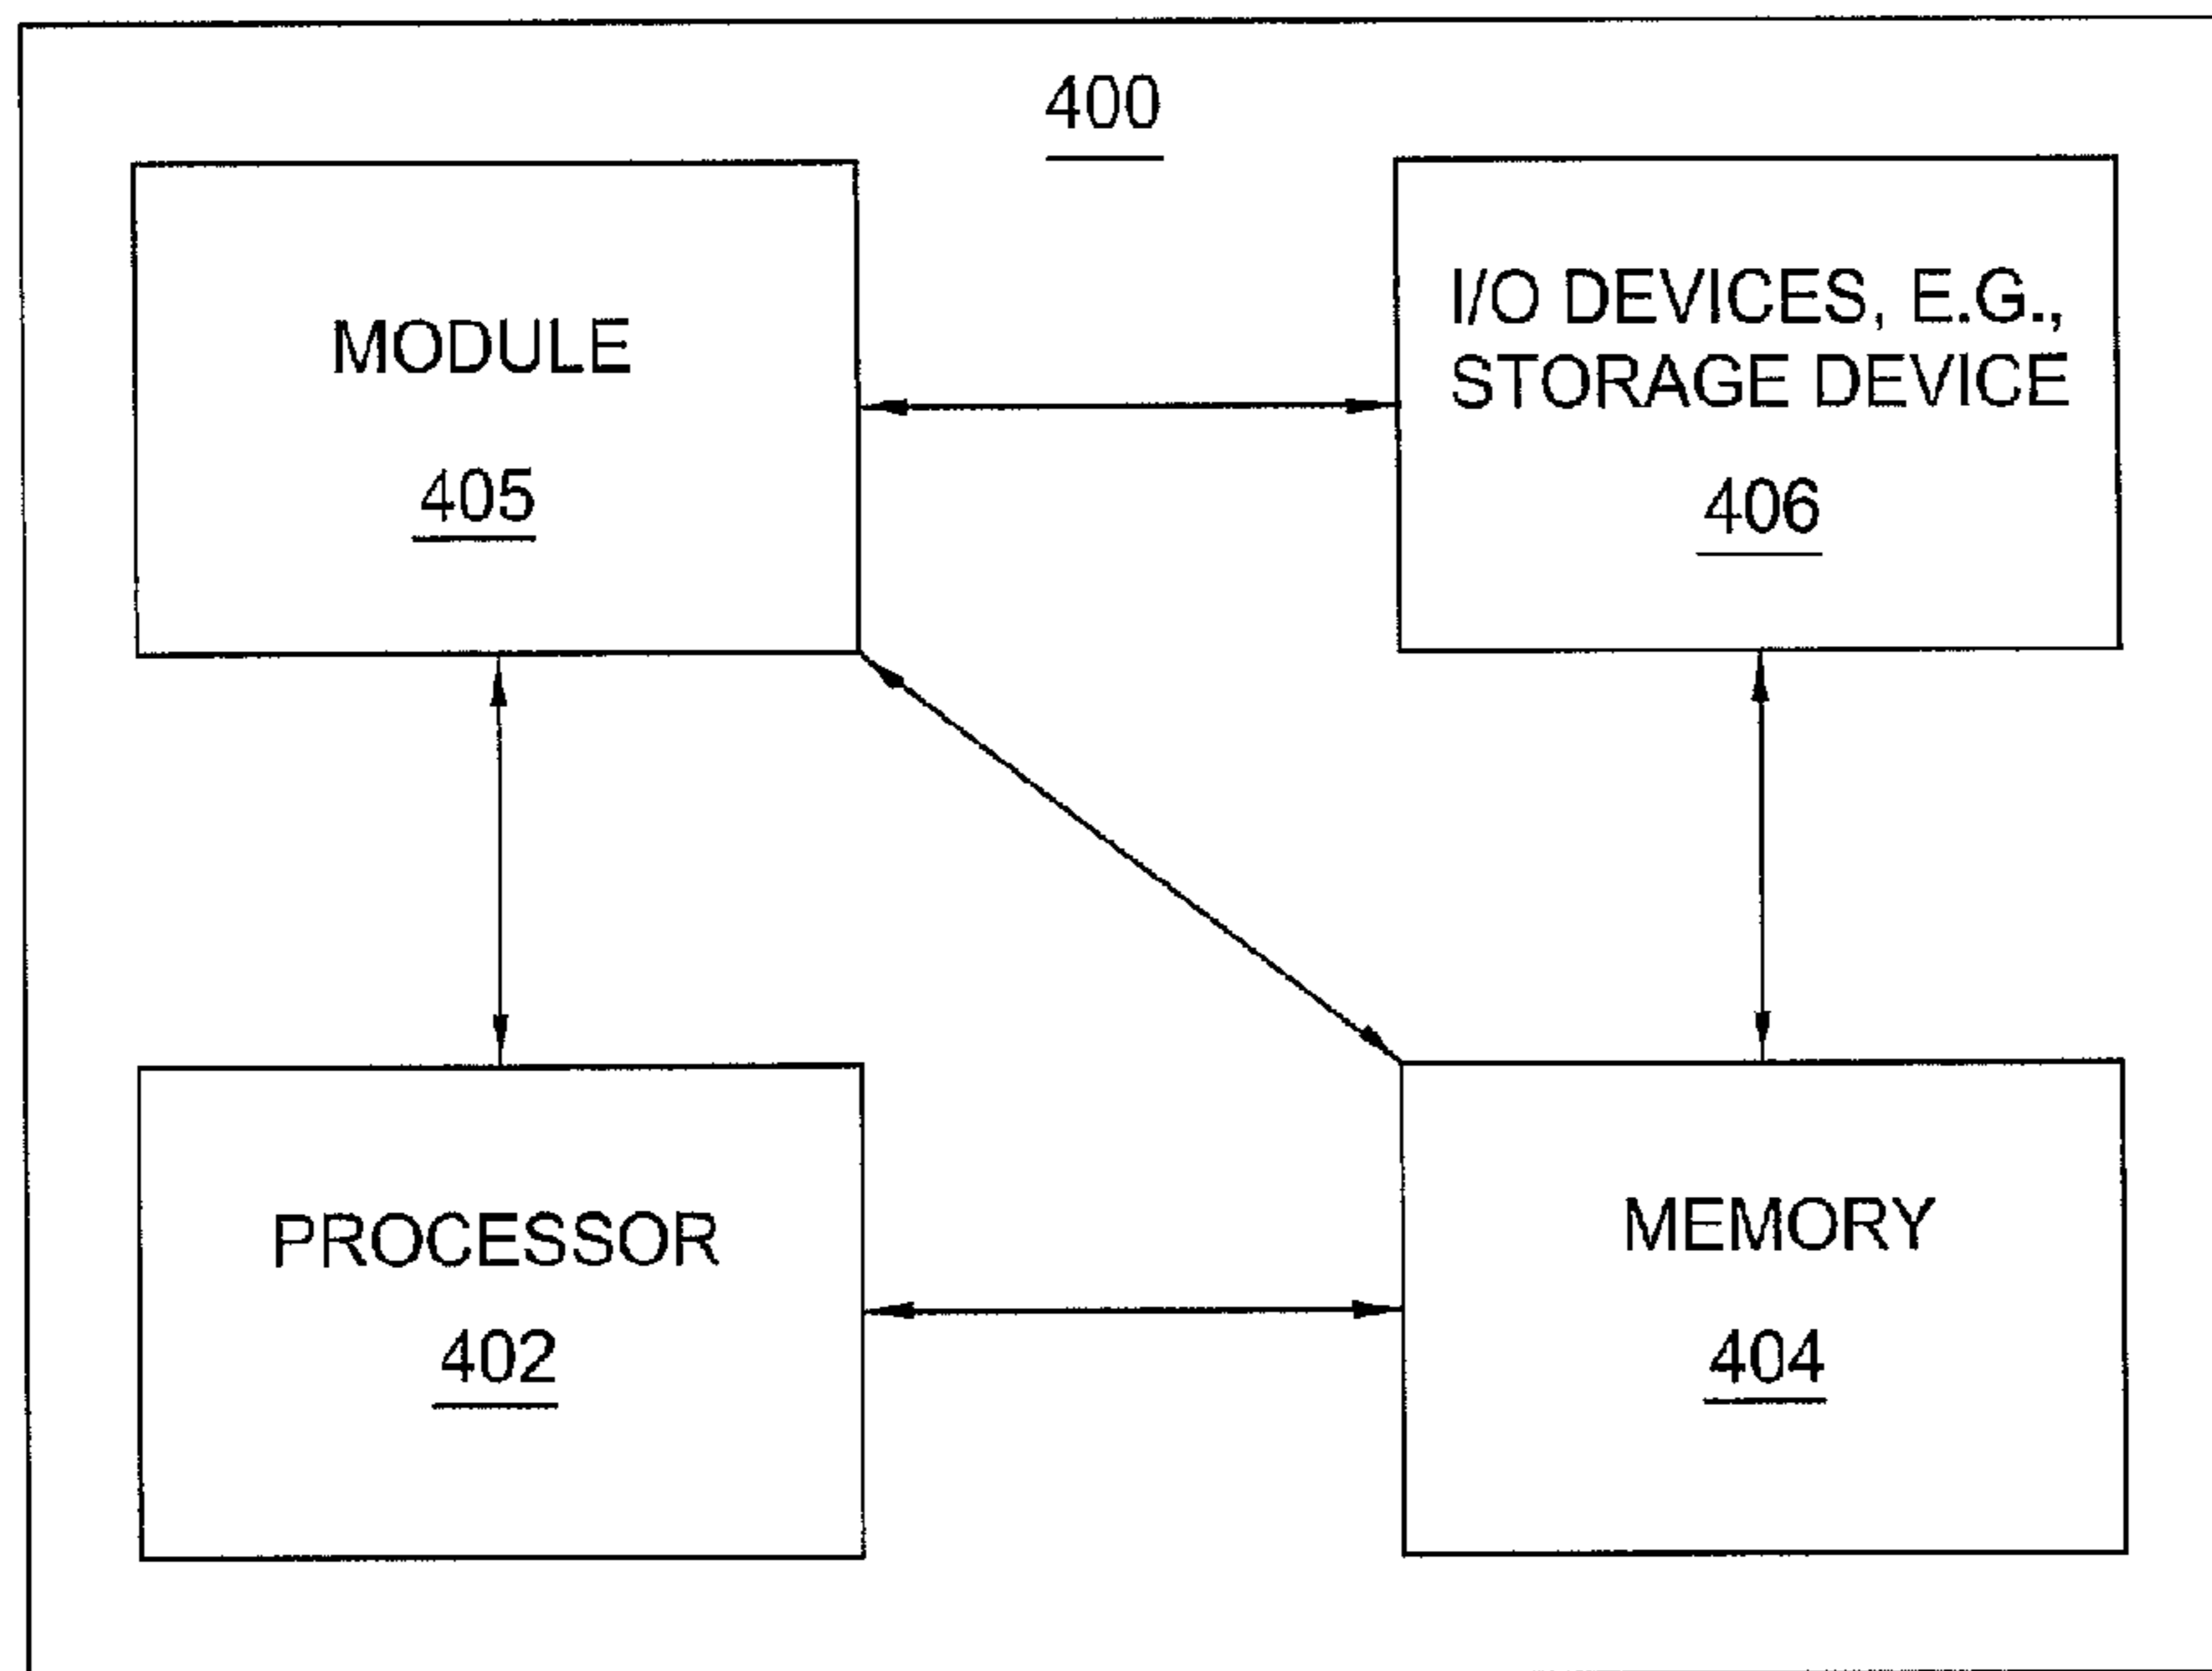 400
MODULE
405
I/O DEVICES, E.G.,
STORAGE DEVICE
406
PROCESSOR
402
MEMORY
404